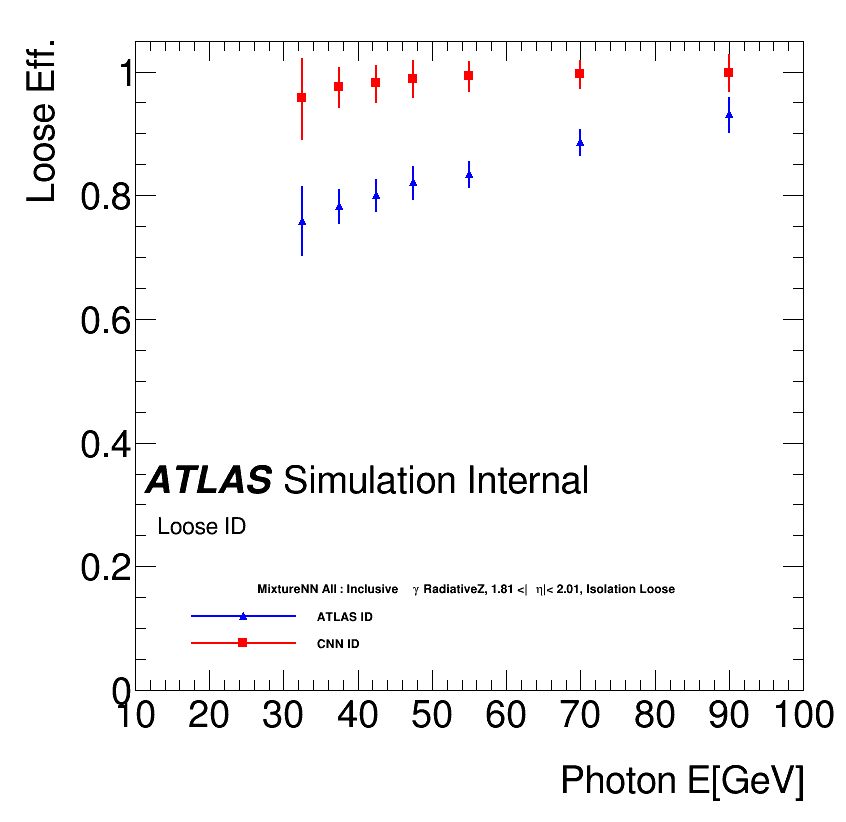 Loose Eff.
1
0.8
0.6
0.4
ATLAS Simulation Internal
Loose ID
0.2
MixtureNN All : Inclusive γ RadiativeZ, 1.81 <| η|< 2.01, Isolation Loose
ATLAS ID
CNN ID
0
10 20 30 40 50 60 70 80 90 100
Photon E[GeV]